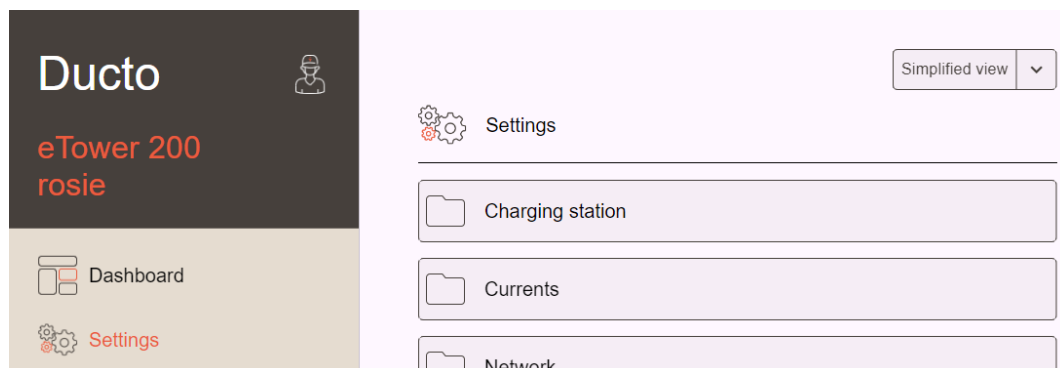 Ducto
eTower 200
rosie
Dashboard
Settings
Simplified view
Settings
Charging station
Currents
Network